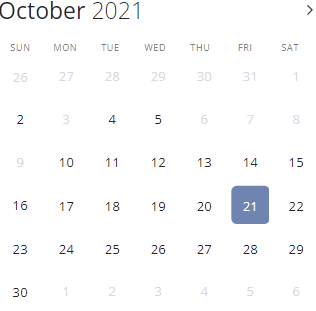 October 2021
SUN MON TUE WED THU FRI SAT
26 27 28 29 30 31 1
2 3 4 5 6 7 8
9 10 11 12 13 14 15
16 17 18 19 20 21 22
23 24 25 26 27 28 29
30 1 2 3 4 5 6